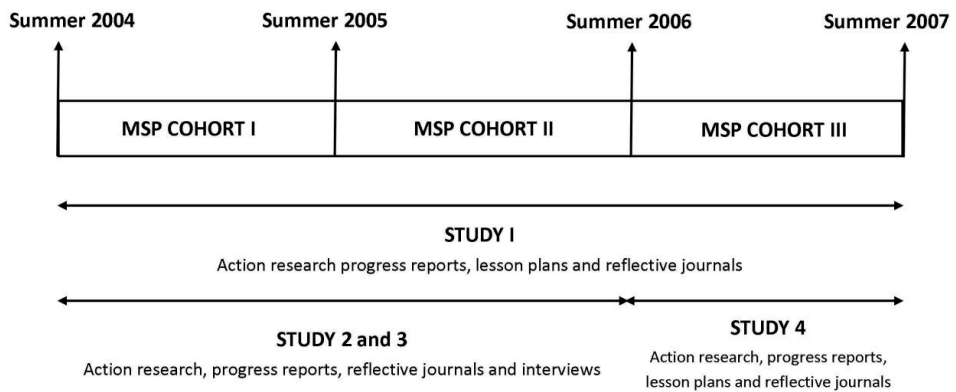 Summer 2004 Summer 2005 Summer 2006 Summer 2007
MSP COHORT I MSP COHORT II MSP COHORT III
STUDY I
Action research progress reports, lesson plans and reflective journals
STUDY 2 and 3
Action research, progress reports, reflective journals and interviews
STUDY 4
Action research, progress reports,
lesson plans and reflective journals